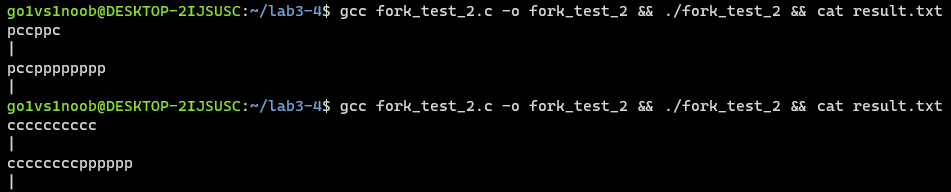 go1vs1noob@DESKTOP-2IJSUSC:~/lab3-4$ gcc fork_test_2.c -o fork_test_2 && ./fork_test_2 && cat result.txt
pccppc
|
pccpppppppp
|
go1vs1noob@DESKTOP-2IJSUSC:~/lab3-4$ gcc fork_test_2.c -o fork_test_2 && ./fork_test_2 && cat result.txt
cccccccccc
|
ccccccccpppppp
|